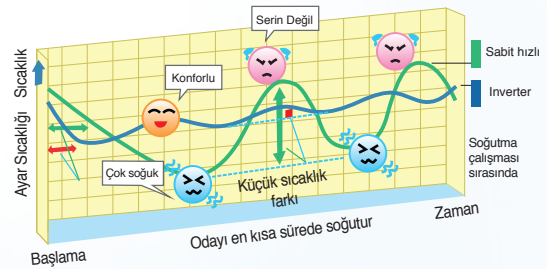 Serin Değil
Sabit hızlı
Konforlu
Inverter
Sıcaklık
Ayar Sıcaklığı
Çok soğuk
Küçük sıcaklık
farkı
Soğutma
çalışması
sırasında
Zaman
Odayı en kısa sürede soğutur
Başlama